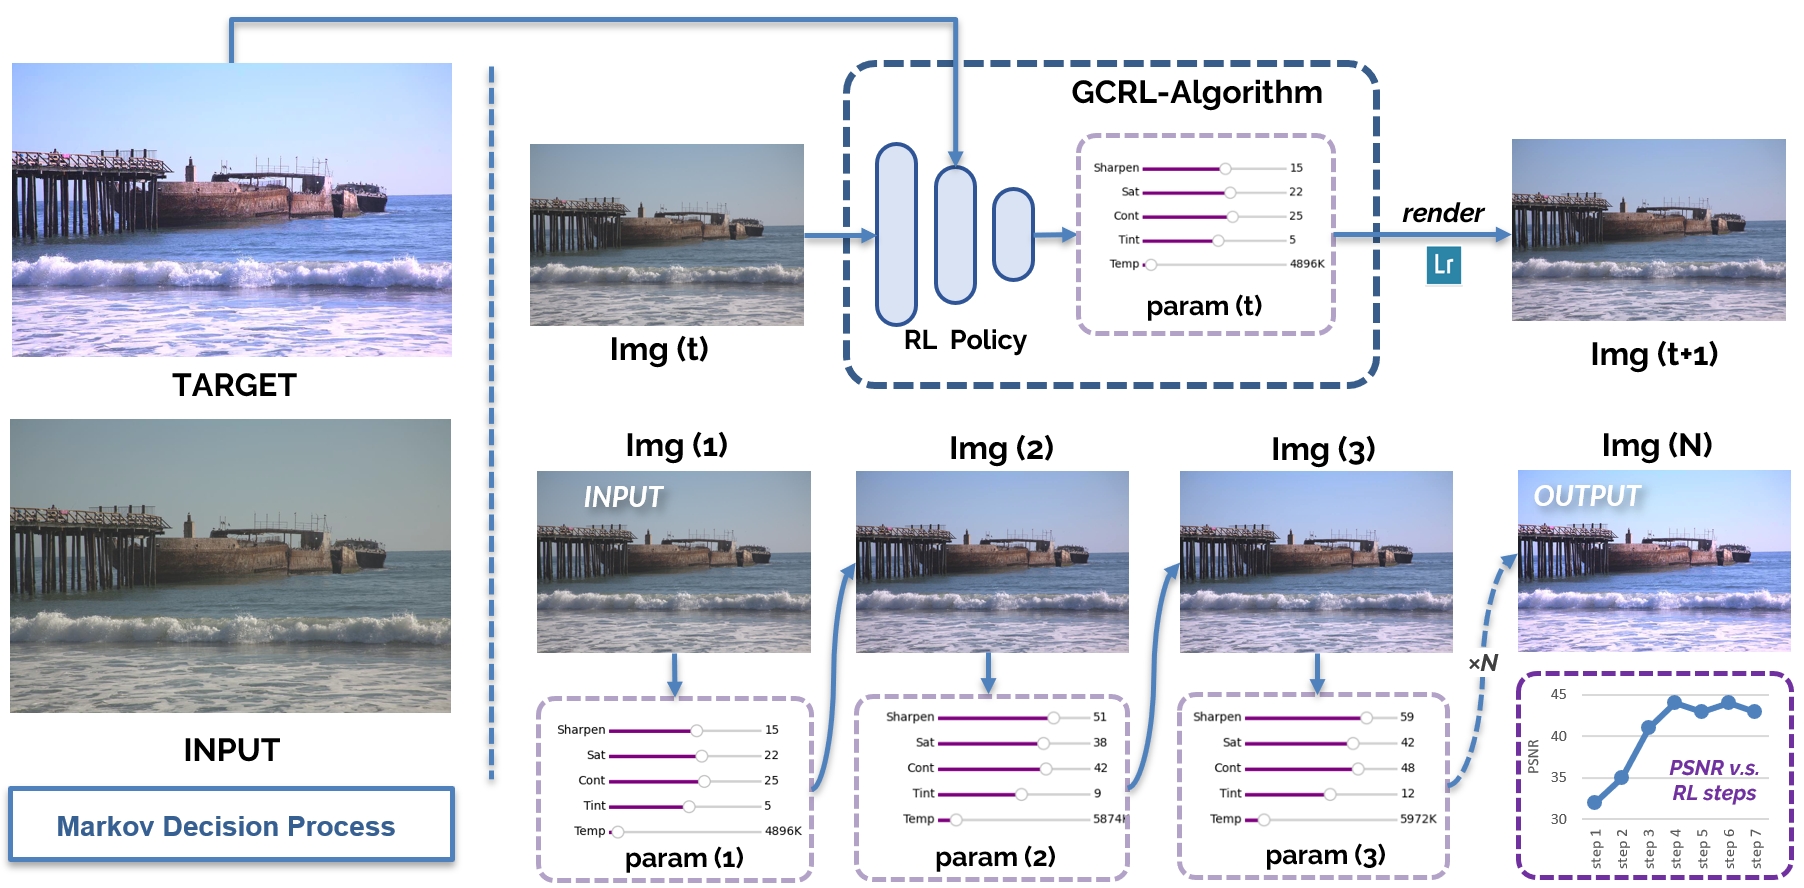 TARGET
INPUT
Markov Decision Process
Img (t)
GCRL-Algorithm
RL Policy
Sharpen 15
Sat 22
Cont 25
Tint 5
Temp 4896K
param (t)
render
Lr
Img (t+1)
Img (1)
INPUT
Sharpen 15
Sat 22
Cont 25
Tint 5
Temp 4896K
param (1)
Img (2)
Sharpen 51
Sat 38
Cont 42
Tint 9
Temp 5874K
param (2)
Img (3)
Sharpen 59
Sat 42
Cont 48
Tint 12
Temp 5972K
param (3)
×N
Img (N)
OUTPUT
45
40
35
30
PSNR
PSNR v.s.
RL steps
step 1
step 2
step 3
step 4
step 5
step 6
step 7